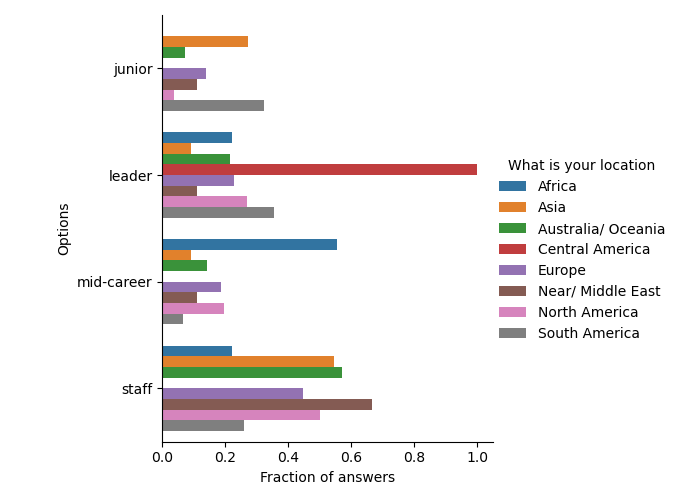 junior
leader
mid-career
staff
Options
0.0 0.2 0.4 0.6 0.8 1.0
Fraction of answers
What is your location
Africa
Asia
Australia/ Oceania
Central America
Europe
Near/ Middle East
North America
South America